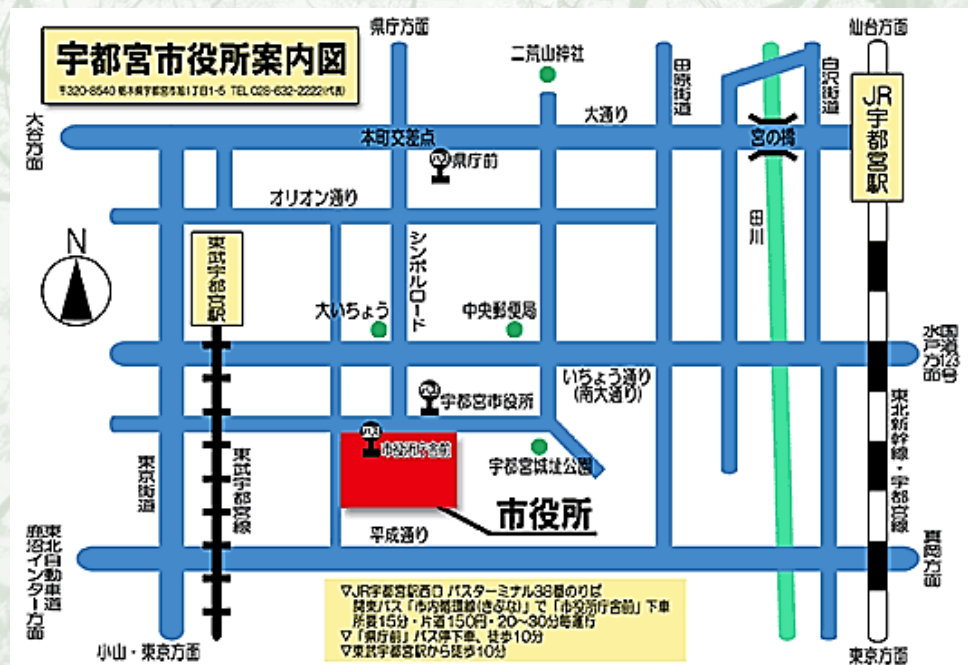 宇都宮市役所案内図
〒320-8540 栃木県宇都宮市旭1丁目1-5 TEL 028-632-2222(代表)
県庁方面
二荒山神社
田原街道
白沢街道
仙台方面
JR宇都宮駅
大谷方面
大通り
本町交差点
宮の橋
バス
県庁前
オリオン通り
田川
N
東武宇都宮駅
シンボルロード
大いちょう
中央郵便局
国道123号
水戸方面
いちょう通り
(南大通り)
バス
宇都宮市役所
バス
市役所庁舎前
宇都宮城址公園
東京街道
東武宇都宮線
東北新幹線・宇都宮線
市役所
平成通り
東北自動車道
鹿沼インター方面
真岡方面
▽JR宇都宮駅西口 バスターミナル38番のりば
関東バス「市内循環線(きぶな)」で「市役所庁舎前」下車
所要15分・片道150円・20〜30分毎運行
▽「県庁前」バス停下車、徒歩10分
▽東武宇都宮駅から徒歩10分
小山・東京方面
東京方面